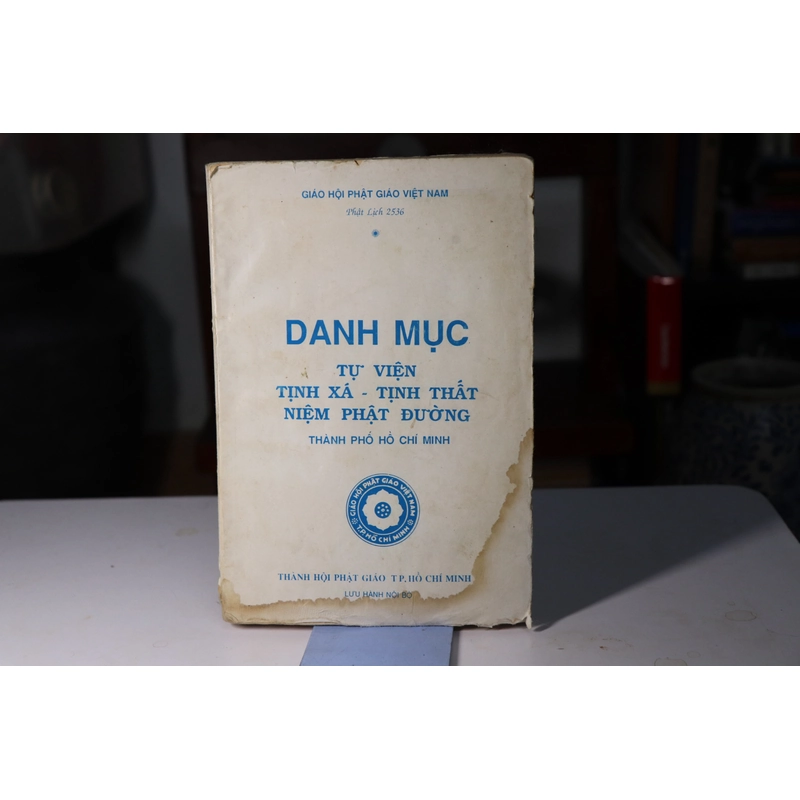 GIÁO HỘI PHẬT GIÁO VIỆT NAM
Phật Lịch 2536
DANH MỤC
TỰ VIỆN
TỊNH XÁ - TỊNH THẤT
NIỆM PHẬT ĐƯỜNG
THÀNH PHỐ HỒ CHÍ MINH
GIÁO HỘI PHẬT GIÁO VIỆT NAM
T.P. HỒ CHÍ MINH
THÀNH HỘI PHẬT GIÁO TP. HỒ CHÍ MINH
LƯU HÀNH NỘI BỘ